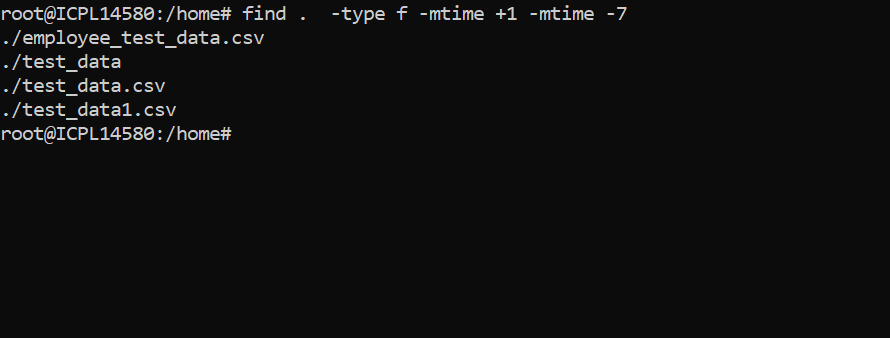 root@ICPL14580:/home# find .  -type f -mtime +1 -mtime -7
./employee_test_data.csv
./test_data
./test_data.csv
./test_data1.csv
root@ICPL14580:/home#